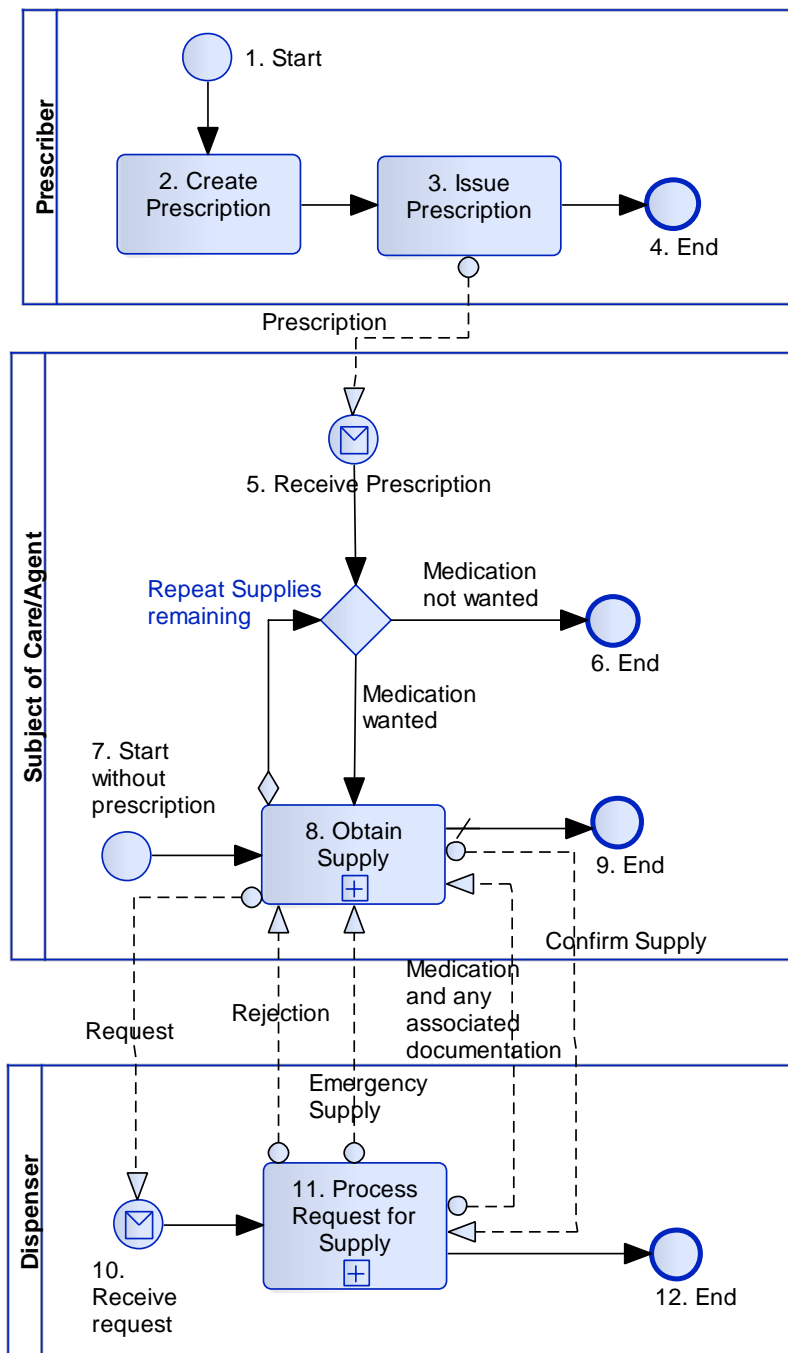 Prescriber
1. Start
2. Create
Prescription
3. Issue
Prescription
4. End
Prescription
Subject of Care/Agent
5. Receive Prescription
Repeat Supplies
remaining
Medication
not wanted
6. End
Medication
wanted
7. Start
without
prescription
8. Obtain
Supply
9. End
Confirm Supply
Medication
and any
associated
documentation
Request
Rejection
Emergency
Supply
Dispenser
10.
Receive
request
11. Process
Request for
Supply
12. End